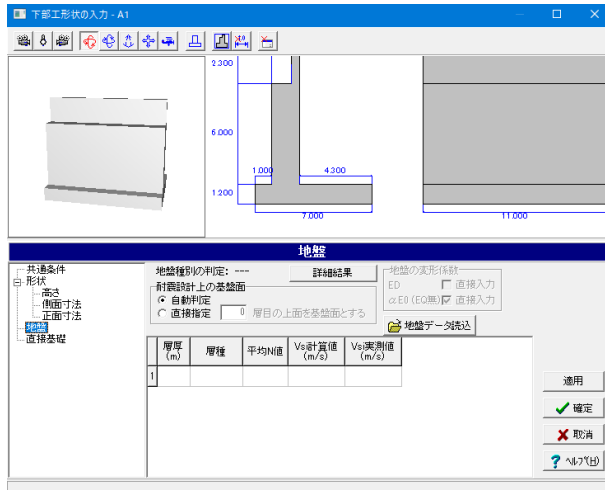 下部工形状の入力 - A1
2.300
6.000
1.000
4.300
1.200
7.000
11.000
地盤
共通条件
形状
高さ
側面寸法
正面寸法
地盤
直接基礎
地盤種別の判定: ---
詳細結果
耐震設計上の基盤面
自動判定
直接指定 0 層目の上面を基盤面とする
地盤の変形係数
ED 直接入力
αE0 (EQ無) 直接入力
地盤データ読込
層厚
(m)
層種
平均N値
Vsi計算値
(m/s)
Vsi実測値
(m/s)
1
適用
確定
取消
ヘルプ(H)